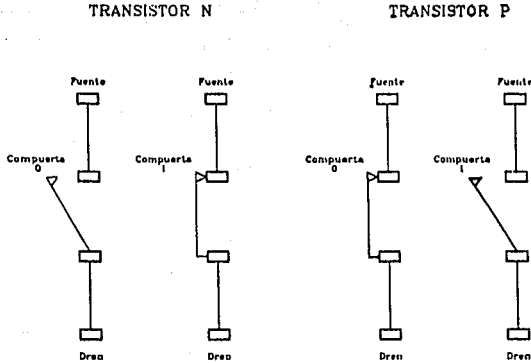 TRANSISTOR N TRANSISTOR P
Fuente Fuente Fuente Fuente
Compuerta Compuerta Compuerta Compuerta
0 1 0 1
Dren Dren Dren Dren